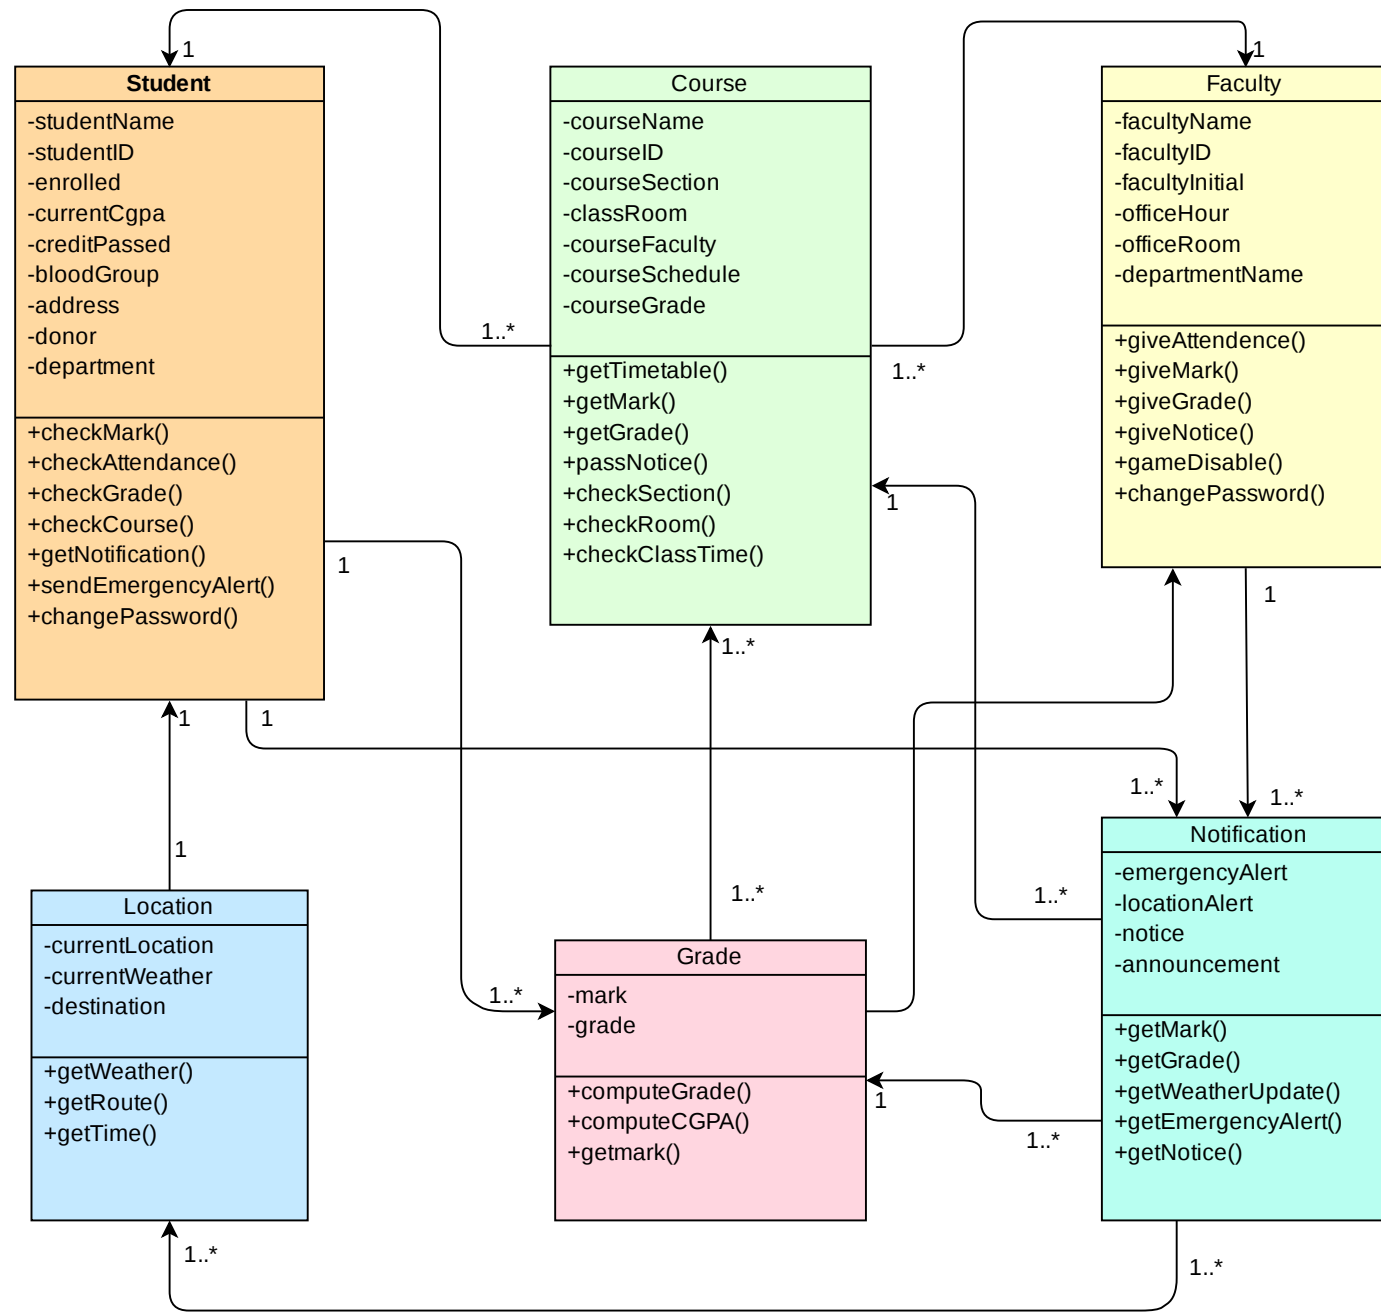 1
1
Student
-studentName
-studentID
-enrolled
-currentCgpa
-creditPassed
-bloodGroup
-address
-donor
-department
+checkMark()
+checkAttendance()
+checkGrade()
+checkCourse()
+getNotification()
+sendEmergencyAlert()
+changePassword()
1..*
Course
-courseName
-courseID
-courseSection
-classRoom
-courseFaculty
-courseSchedule
-courseGrade
+getTimetable()
+getMark()
+getGrade()
+passNotice()
+checkSection()
+checkRoom()
+checkClassTime()
1..*
1
Faculty
-facultyName
-facultyID
-facultyInitial
-officeHour
-officeRoom
-departmentName
+giveAttendence()
+giveMark()
+giveGrade()
+giveNotice()
+gameDisable()
+changePassword()
1
1
1..*
1
1
1..*
1..*
1
1..*
1..*
1..*
Location
-currentLocation
-currentWeather
-destination
+getWeather()
+getRoute()
+getTime()
1..*
Grade
-mark
-grade
+computeGrade()
+computeCGPA()
+getmark()
1
1..*
Notification
-emergencyAlert
-locationAlert
-notice
-announcement
+getMark()
+getGrade()
+getWeatherUpdate()
+getEmergencyAlert()
+getNotice()
1..*
1..*